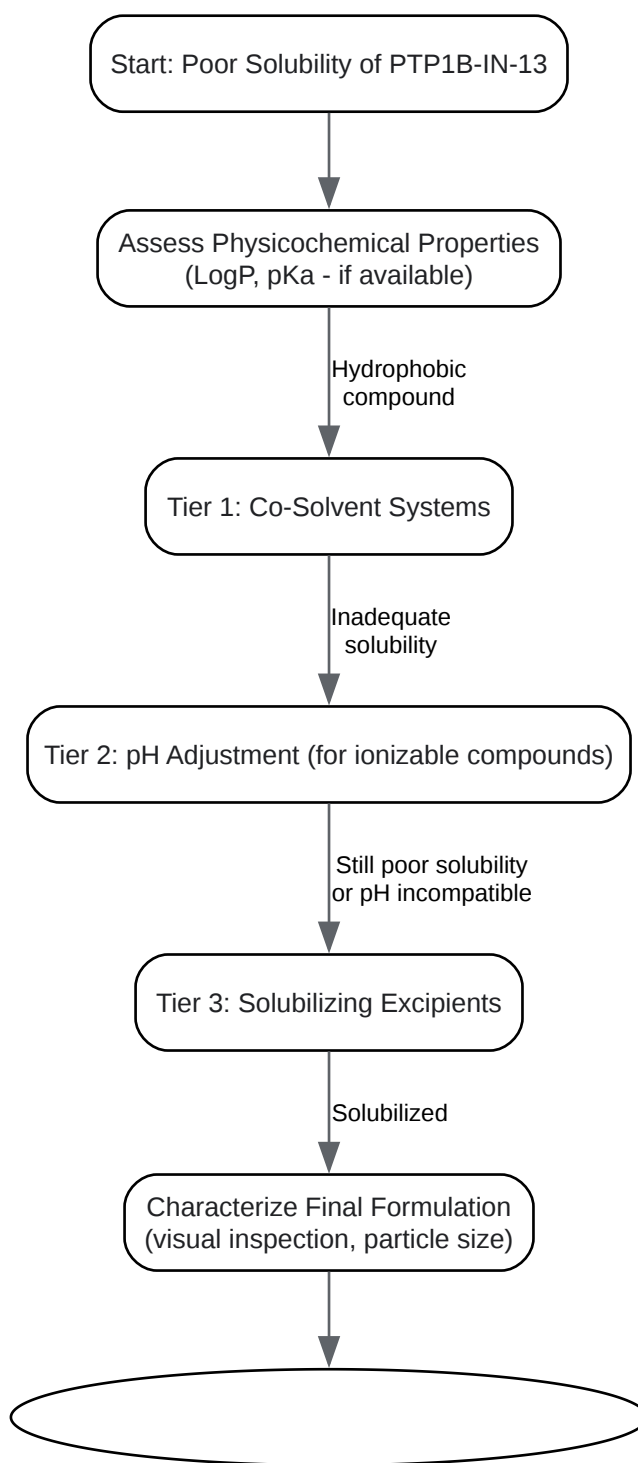 Start: Poor Solubility of PTP1B-IN-13
Assess Physicochemical Properties
(LogP, pKa - if available)
Hydrophobic
compound
Tier 1: Co-Solvent Systems
Inadequate
solubility
Tier 2: pH Adjustment (for ionizable compounds)
Still poor solubility
or pH incompatible
Tier 3: Solubilizing Excipients
Solubilized
Characterize Final Formulation
(visual inspection, particle size)